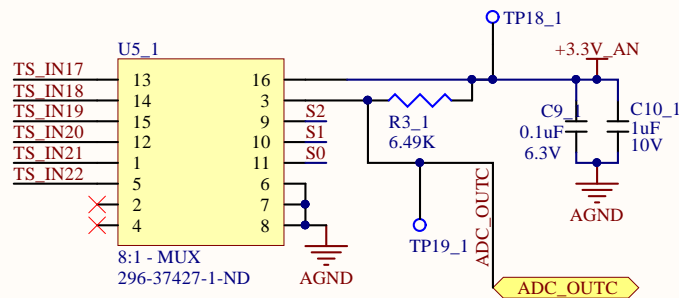 TP18_1
U5_1
+3.3V_AN
TS_IN17 13 16
TS_IN18 14 3
TS_IN19 15 9 S2
TS_IN20 12 10 S1
TS_IN21 1 11 S0
TS_IN22 5 6
2 7
4 8
R3_1
6.49K
C9_1
0.1uF
6.3V
C10_1
1uF
10V
AGND
TP19_1
ADC_OUTC
8:1 - MUX
296-37427-1-ND
AGND
ADC_OUTC